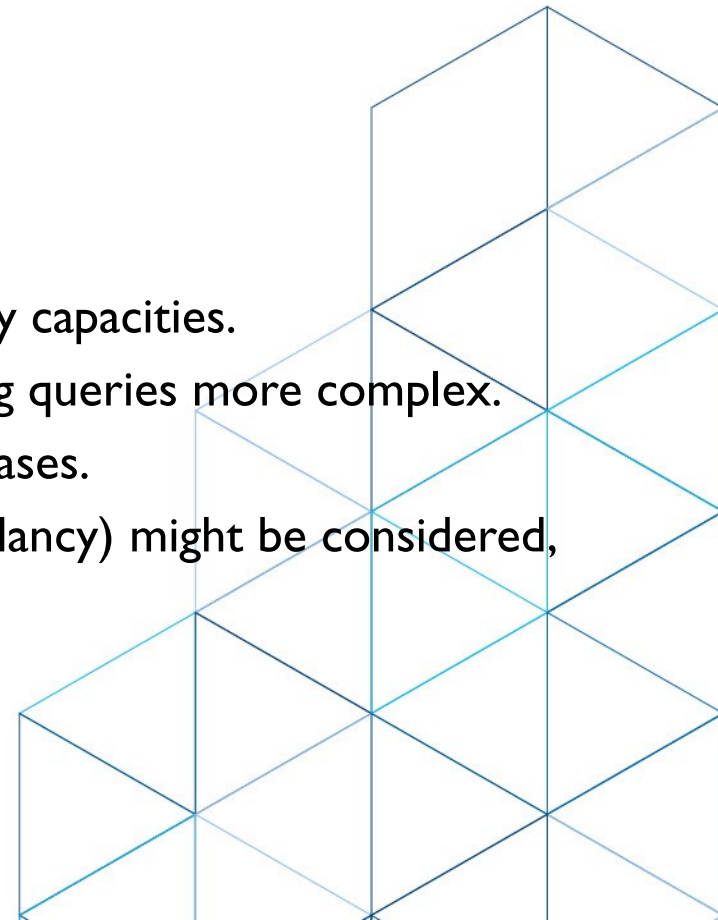 y capacities.
g queries more complex.
ases.
lancy) might be considered,